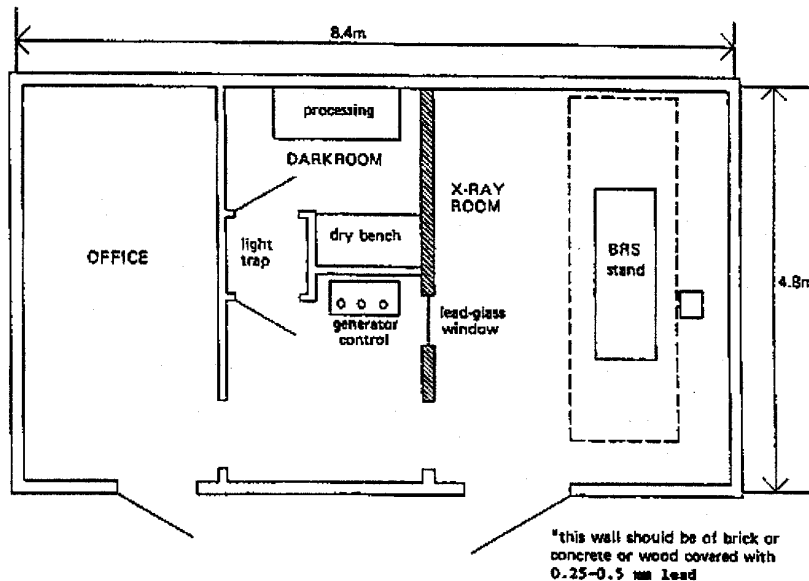 8.4m
processing
DARKROOM
X-RAY
ROOM
OFFICE
light
trap
dry bench
BRS
stand
4.8m
generator
control
lead-glass
window
*this wall should be of brick or
concrete or wood covered with
0.25-0.5 mm lead